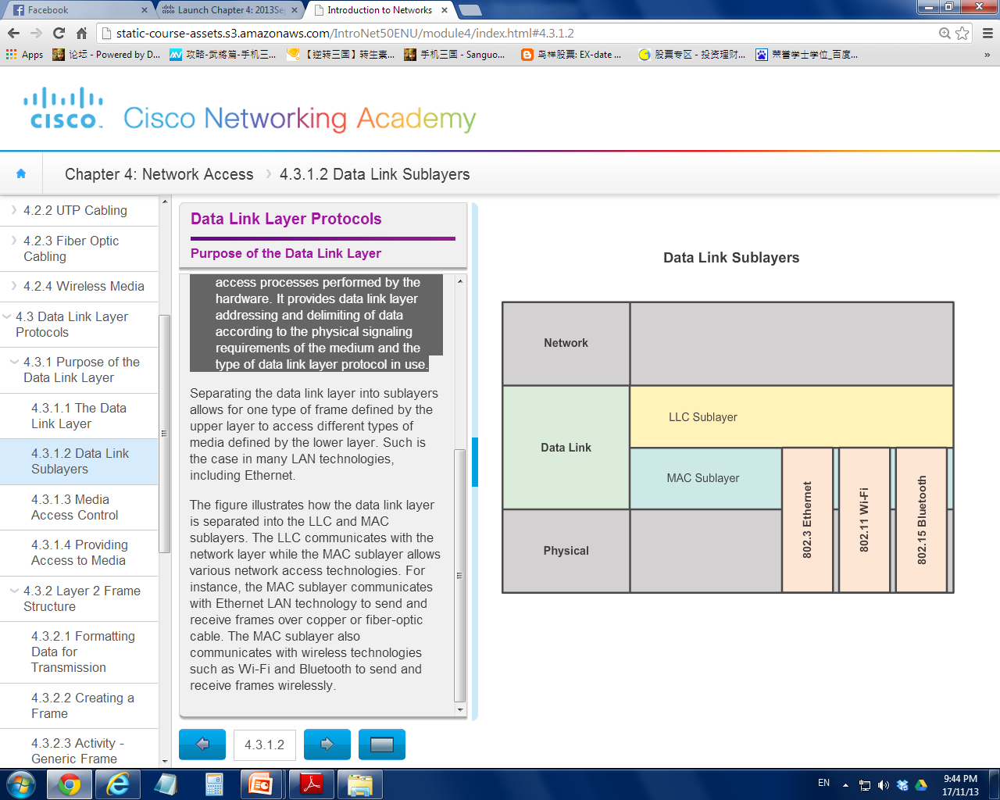 Facebook
Launch Chapter 4: 2013Sep
Introduction to Networks
static-course-assets.s3.amazonaws.com/IntroNet50ENU/module4/index.html#4.3.1.2
Apps
论坛 - Powered by D...
攻略-武將篇-手机三...
【逆转三国】转生素...
手机三国 - Sanguo...
鸟样股票: EX-date ...
股票专区 - 投资理财...
荣誉学士学位_百度...
»
CISCO
Cisco Networking Academy
Chapter 4: Network Access
4.3.1.2 Data Link Sublayers
4.2.2 UTP Cabling
4.2.3 Fiber Optic
Cabling
4.2.4 Wireless Media
4.3 Data Link Layer
Protocols
4.3.1 Purpose of the
Data Link Layer
4.3.1.1 The Data
Link Layer
4.3.1.2 Data Link
Sublayers
4.3.1.3 Media
Access Control
4.3.1.4 Providing
Access to Media
4.3.2 Layer 2 Frame
Structure
4.3.2.1 Formatting
Data for
Transmission
4.3.2.2 Creating a
Frame
4.3.2.3 Activity -
Generic Frame
Data Link Layer Protocols
Purpose of the Data Link Layer
access processes performed by the
hardware. It provides data link layer
addressing and delimiting of data
according to the physical signaling
requirements of the medium and the
type of data link layer protocol in use.
Separating the data link layer into sublayers
allows for one type of frame defined by the
upper layer to access different types of
media defined by the lower layer. Such is
the case in many LAN technologies,
including Ethernet.
The figure illustrates how the data link layer
is separated into the LLC and MAC
sublayers. The LLC communicates with the
network layer while the MAC sublayer allows
various network access technologies. For
instance, the MAC sublayer communicates
with Ethernet LAN technology to send and
receive frames over copper or fiber-optic
cable. The MAC sublayer also
communicates with wireless technologies
such as Wi-Fi and Bluetooth to send and
receive frames wirelessly.
4.3.1.2
Data Link Sublayers
Network
Data Link
Physical
LLC Sublayer
MAC Sublayer
802.3 Ethernet
802.11 Wi-Fi
802.15 Bluetooth
EN
9:44 PM
17/11/13